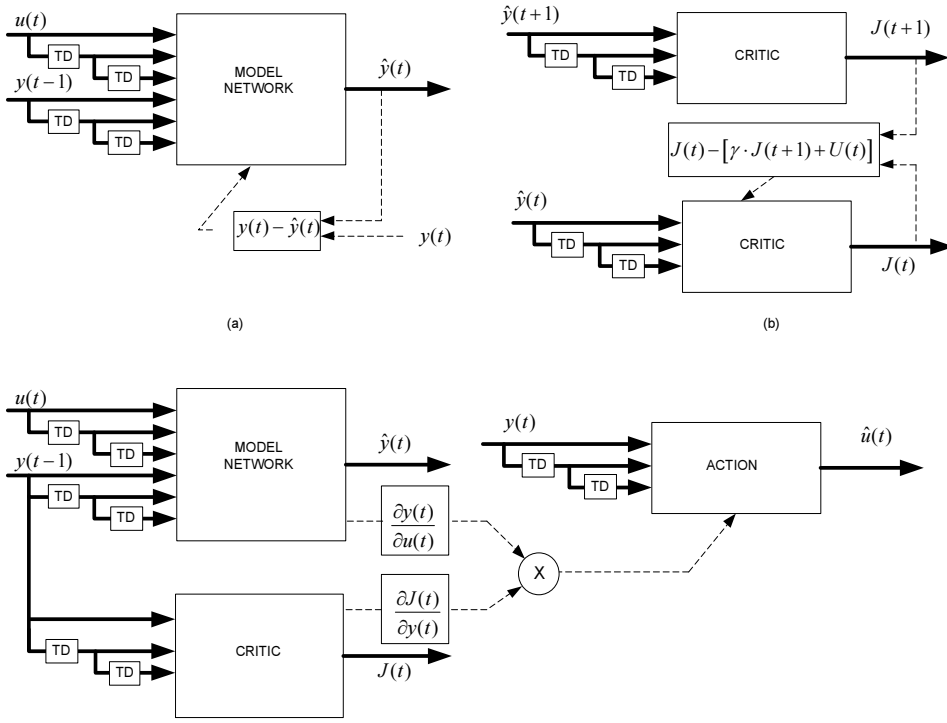 u(t)
TD
TD
y(t−1)
TD
TD
MODEL
NETWORK
ŷ(t)
y(t) − ŷ(t)
y(t)
(a)
ŷ(t+1)
TD
TD
CRITIC
J(t+1)
J(t) − [γ · J(t+1) + U(t)]
ŷ(t)
TD
TD
CRITIC
J(t)
(b)
u(t)
TD
TD
y(t−1)
TD
TD
MODEL
NETWORK
ŷ(t)
∂y(t)
∂u(t)
X
∂J(t)
∂y(t)
TD
TD
CRITIC
J(t)
y(t)
TD
TD
ACTION
û(t)